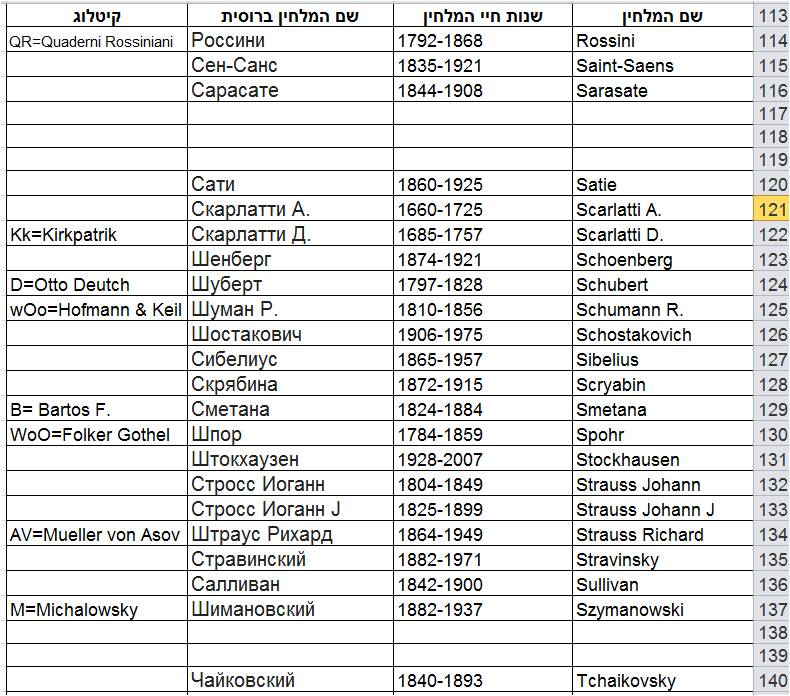 קיטלוג שם המלחין ברוסית שנות חיי המלחין שם המלחין 113
QR=Quaderni Rossiniani Россини 1792-1868 Rossini 114
Сен-Санс 1835-1921 Saint-Saens 115
Сарасате 1844-1908 Sarasate 116
117
118
119
Сати 1860-1925 Satie 120
Скарлатти А. 1660-1725 Scarlatti A. 121
Kk=Kirkpatrik Скарлатти Д. 1685-1757 Scarlatti D. 122
Шенберг 1874-1921 Schoenberg 123
D=Otto Deutch Шуберт 1797-1828 Schubert 124
wOo=Hofmann & Keil Шуман Р. 1810-1856 Schumann R. 125
Шостакович 1906-1975 Schostakovich 126
Сибелиус 1865-1957 Sibelius 127
Скрябина 1872-1915 Scryabin 128
B= Bartos F. Сметана 1824-1884 Smetana 129
WoO=Folker Gothel Шпор 1784-1859 Spohr 130
Штокхаузен 1928-2007 Stockhausen 131
Стросс Иоганн 1804-1849 Strauss Johann 132
Стросс Иоганн J 1825-1899 Strauss Johann J 133
AV=Mueller von Asov Штраус Рихард 1864-1949 Strauss Richard 134
Стравинский 1882-1971 Stravinsky 135
Салливан 1842-1900 Sullivan 136
M=Michalowsky Шимановский 1882-1937 Szymanowski 137
138
139
Чайковский 1840-1893 Tchaikovsky 140